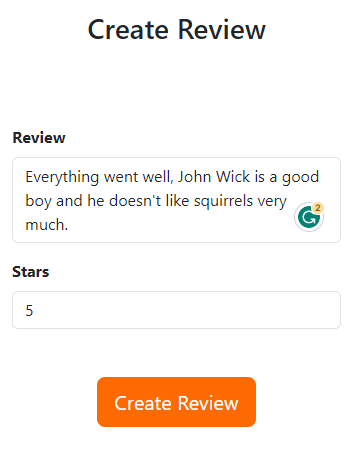 Create Review
Review
Everything went well, John Wick is a good
boy and he doesn't like squirrels very
much.
2
Stars
5
Create Review